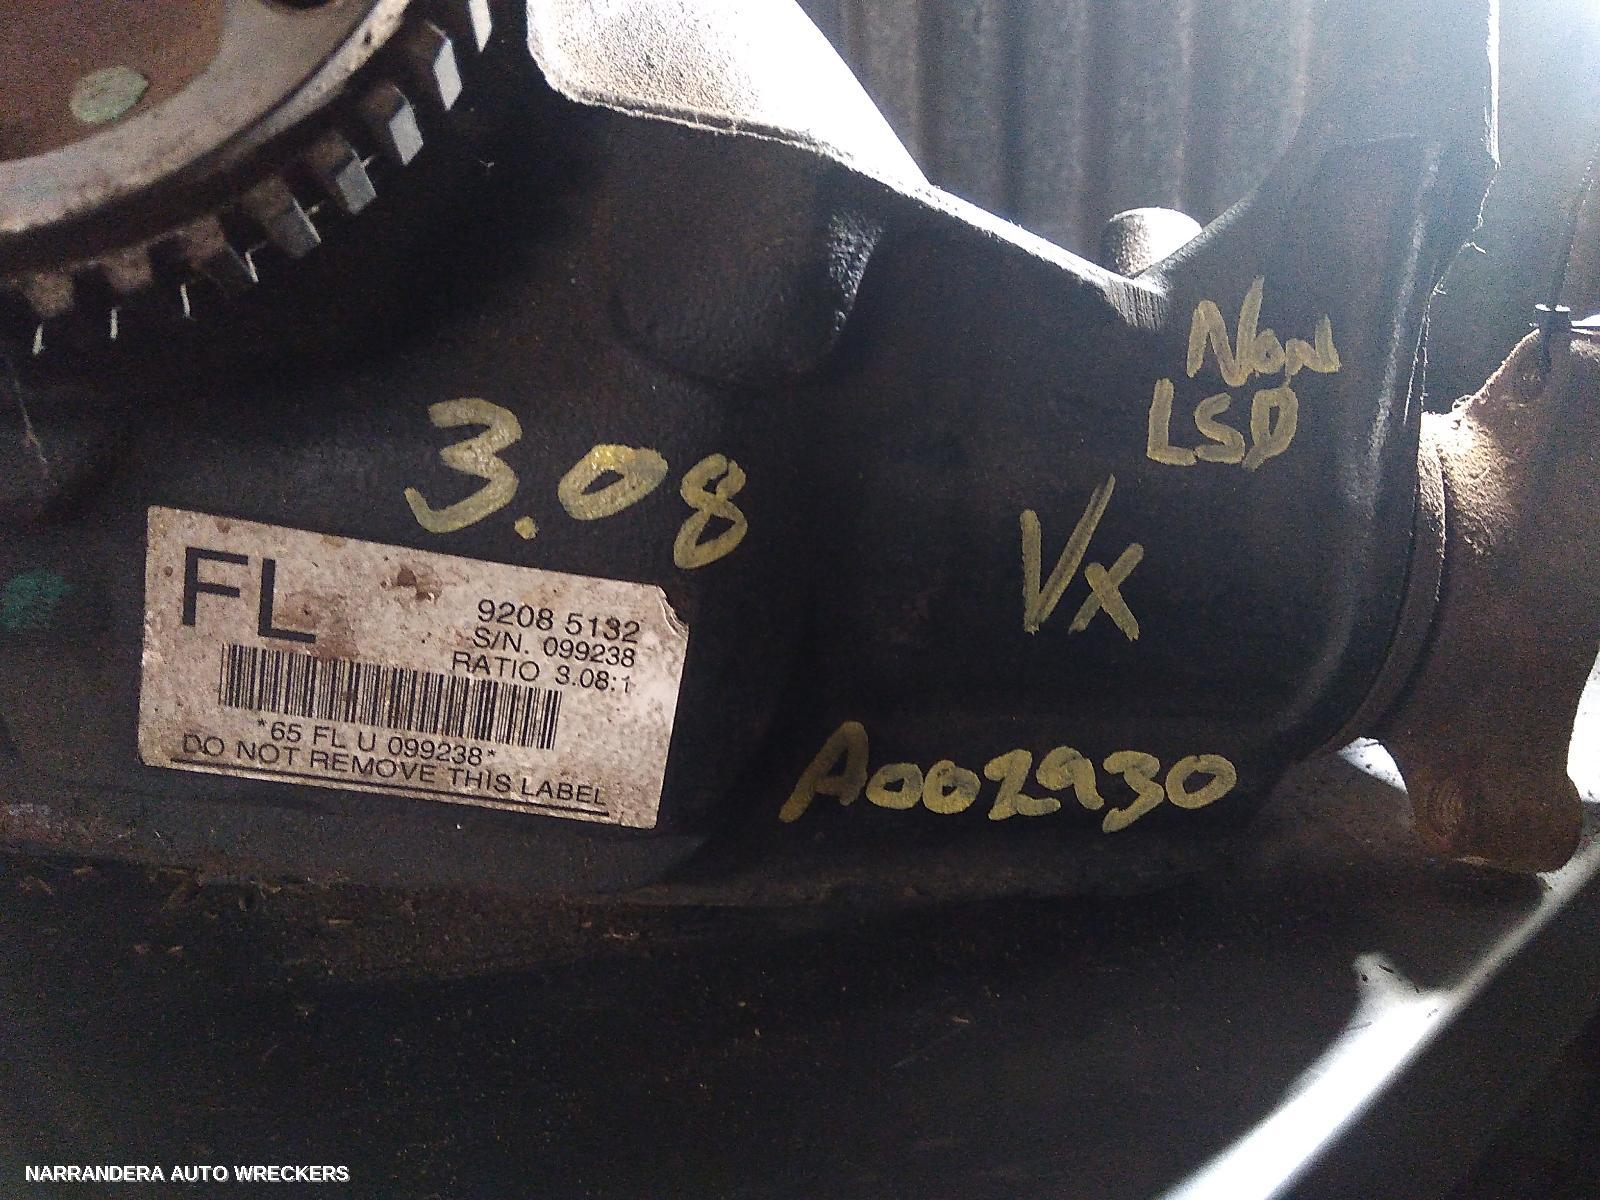 Non
LSD
3.08
Vx
FL
9208 5132
S/N. 099238
RATIO 3.08:1
*65 FL U 099238*
DO NOT REMOVE THIS LABEL
A002930
NARRANDERA AUTO WRECKERS